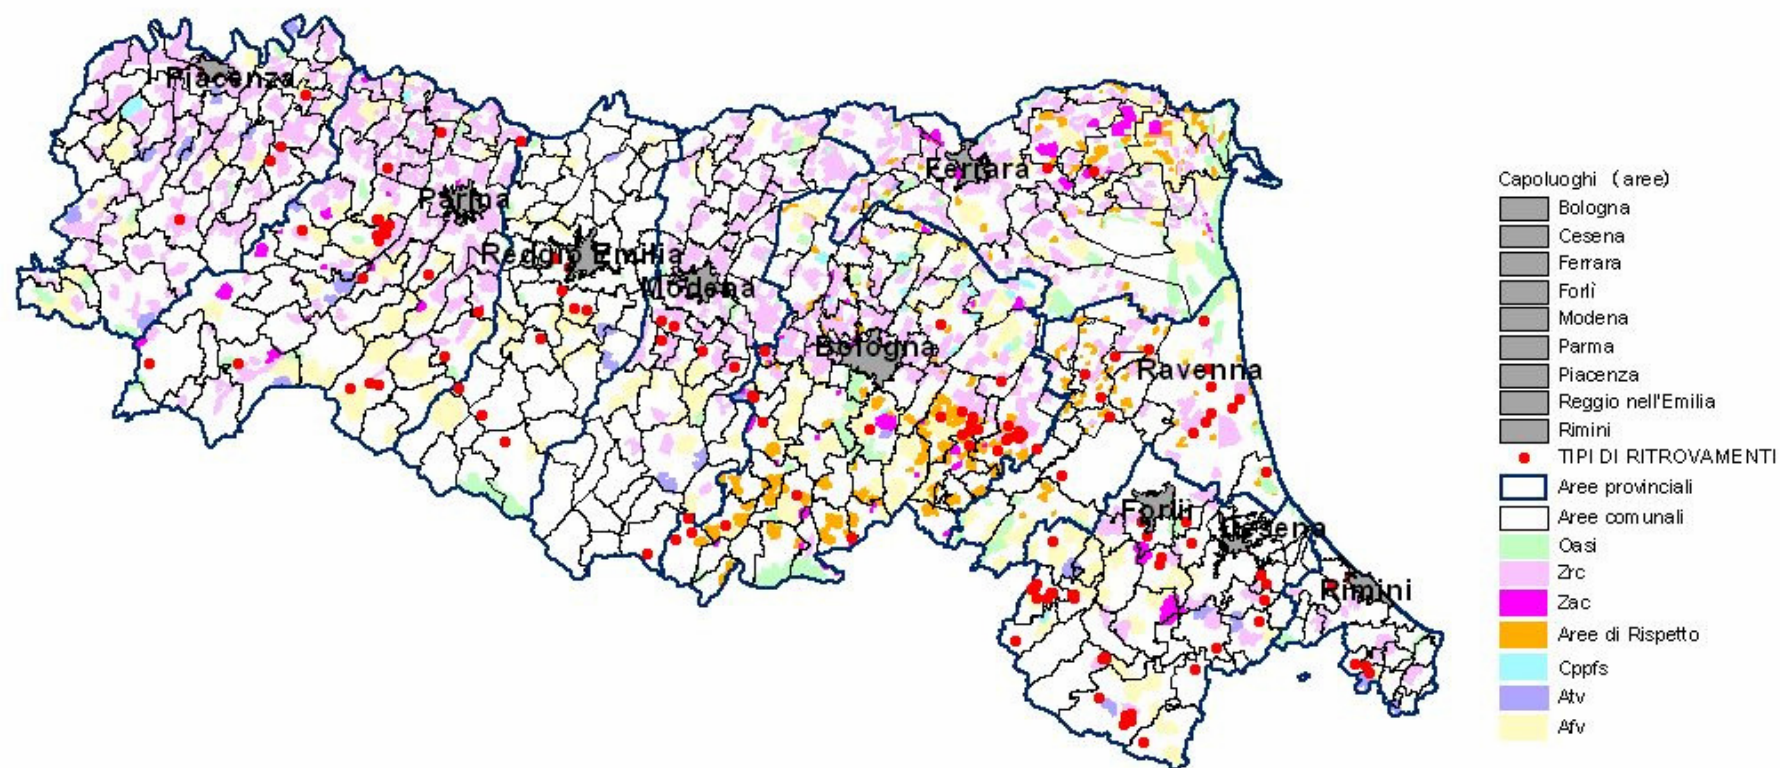 Piacenza
Parma
Reggio Emilia
Modena
Ferrara
Bologna
Ravenna
Forlì
Cesena
Rimini
Capoluoghi (aree)
Bologna
Cesena
Ferrara
Forlì
Modena
Parma
Piacenza
Reggio nell'Emilia
Rimini
TIPI DI RITROVAMENTI
Aree provinciali
Aree comunali
Oasi
Zrc
Zac
Aree di Rispetto
Cppfs
Atv
Afv